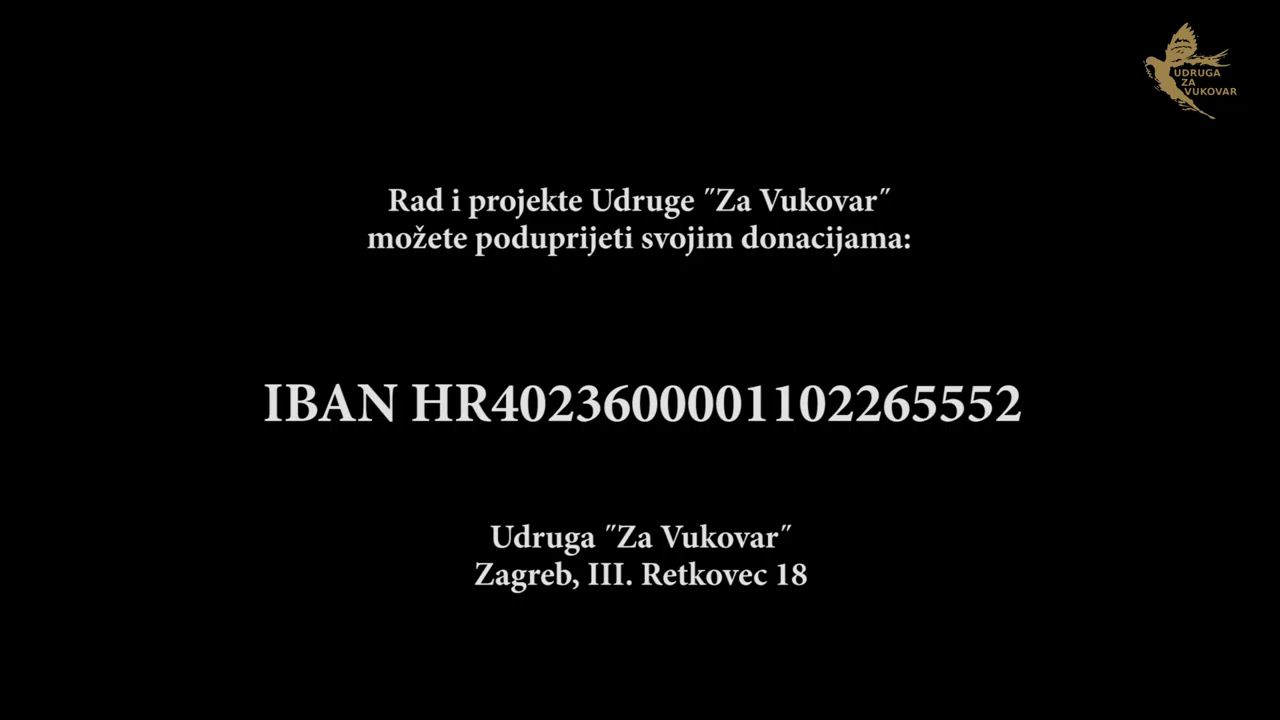 UDRUGA
ZA
VUKOVAR
Rad i projekte Udruge "Za Vukovar"
možete poduprijeti svojim donacijama:
IBAN HR4023600001102265552
Udruga "Za Vukovar"
Zagreb, III. Retkovec 18